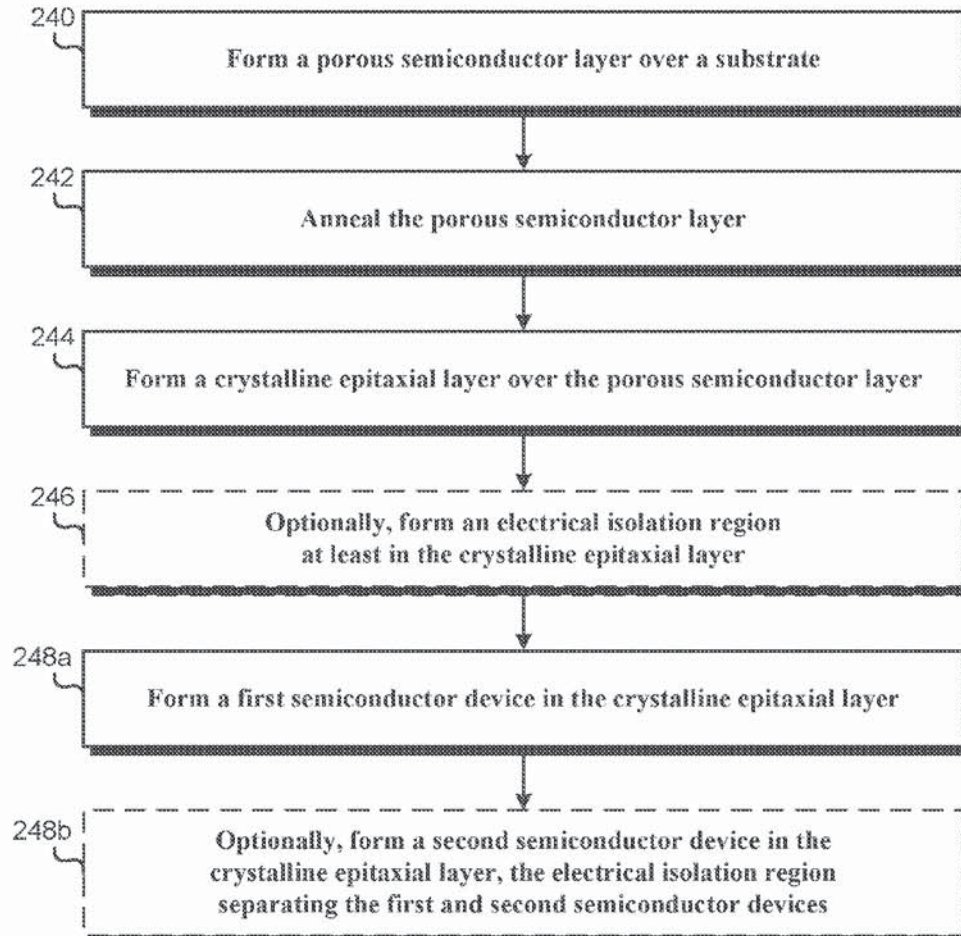 240
Form a porous semiconductor layer over a substrate
242
Anneal the porous semiconductor layer
244
Form a crystalline epitaxial layer over the porous semiconductor layer
246
Optionally, form an electrical isolation region
at least in the crystalline epitaxial layer
248a
Form a first semiconductor device in the crystalline epitaxial layer
248b
Optionally, form a second semiconductor device in the
crystalline epitaxial layer, the electrical isolation region
separating the first and second semiconductor devices